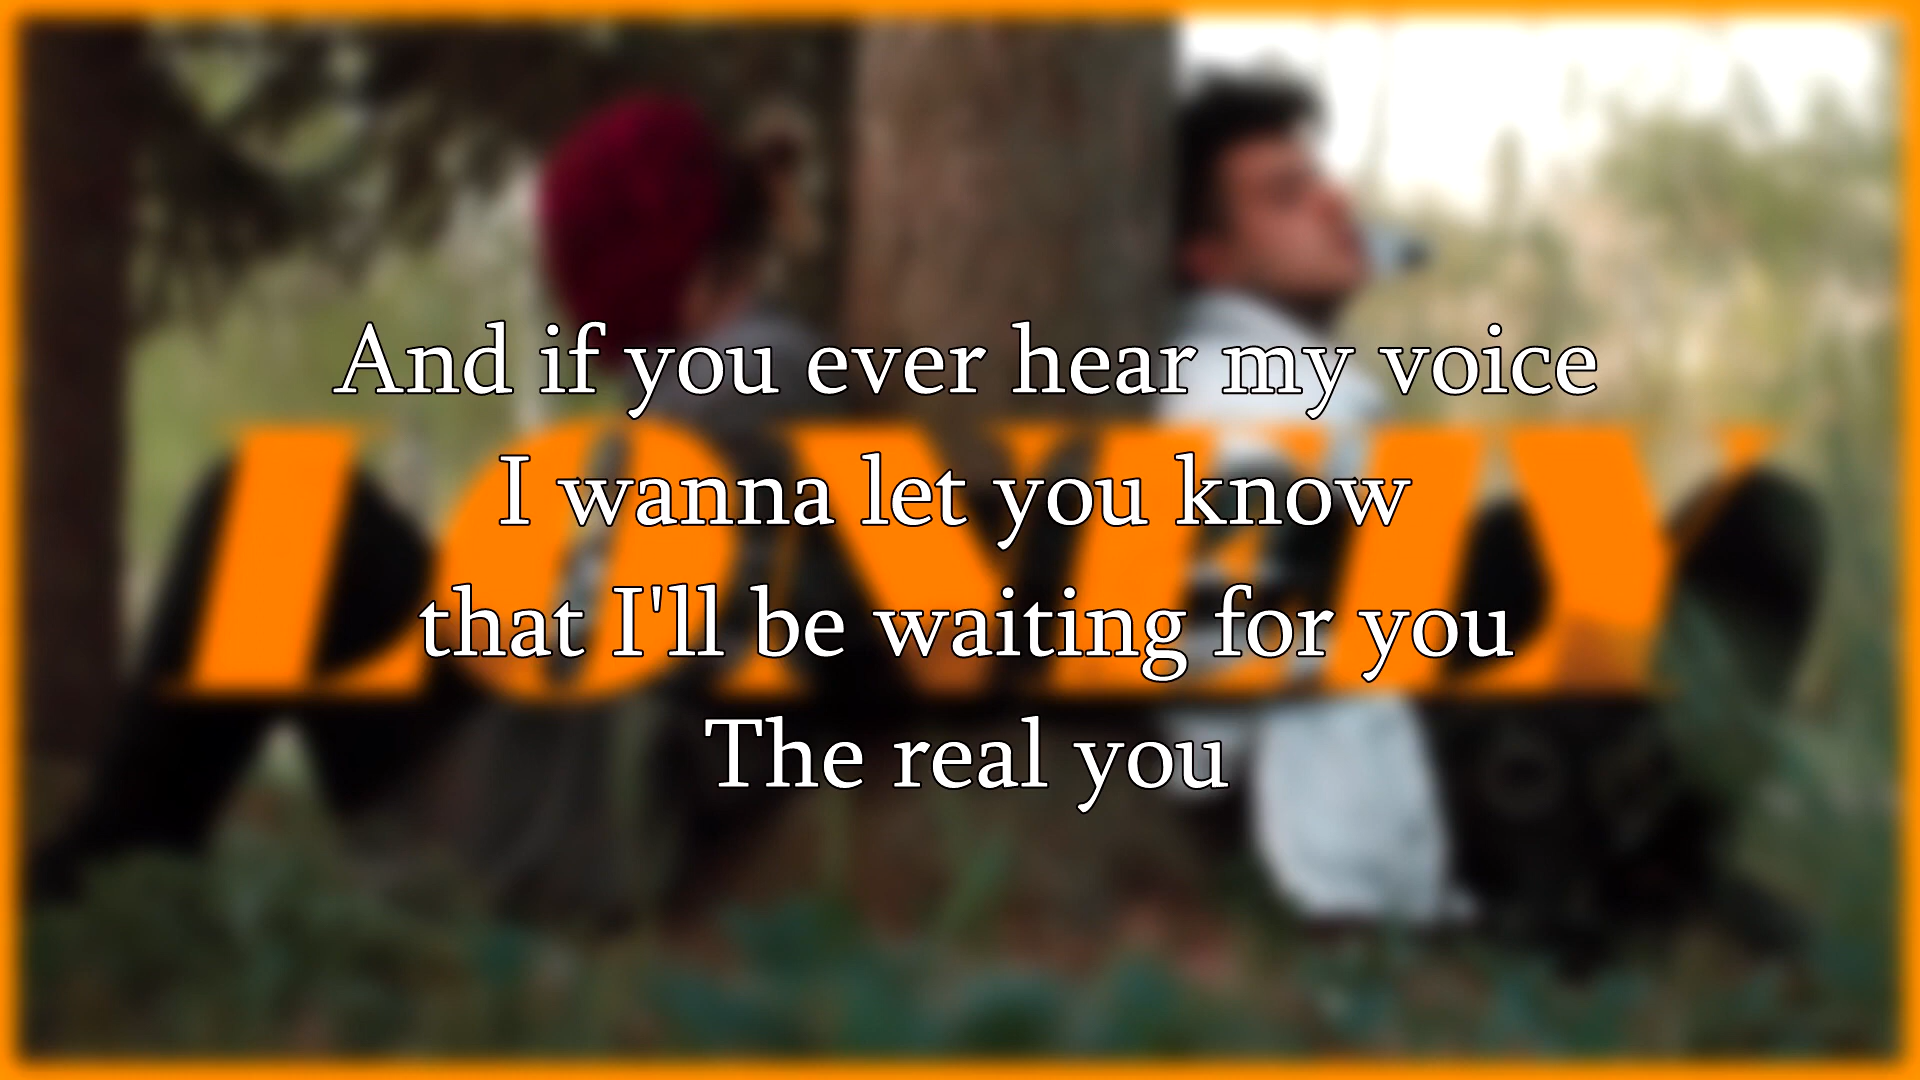 And if you ever hear my voice
LONELY
I wanna let you know
that I'll be waiting for you
The real you